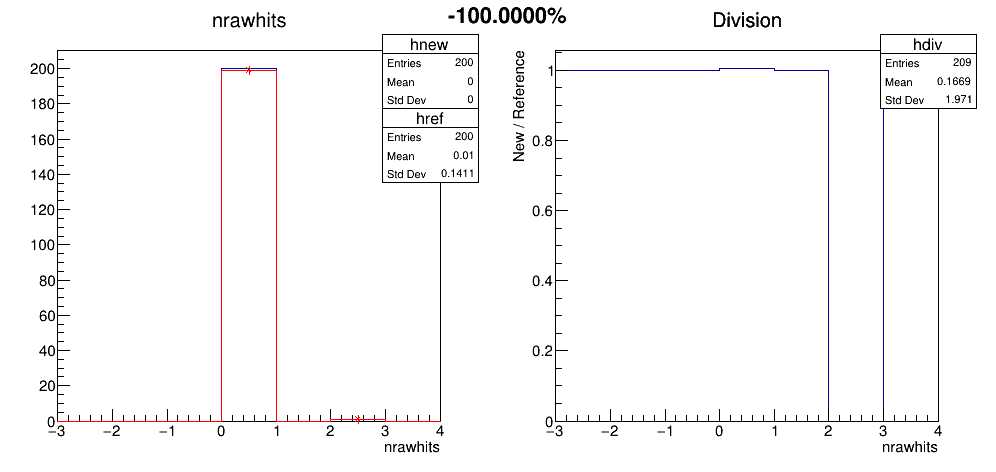 -100.0000%
nrawhits
hnew
Entries 200
Mean 0
Std Dev 0
href
Entries 200
Mean 0.01
Std Dev 0.1411
200
180
160
140
120
100
80
60
40
20
0
−3 −2 −1 0 1 2 3 4
nrawhits
Division
hdiv
Entries 209
Mean 0.1669
Std Dev 1.971
New / Reference
1
0.8
0.6
0.4
0.2
0
−3 −2 −1 0 1 2 3 4
nrawhits